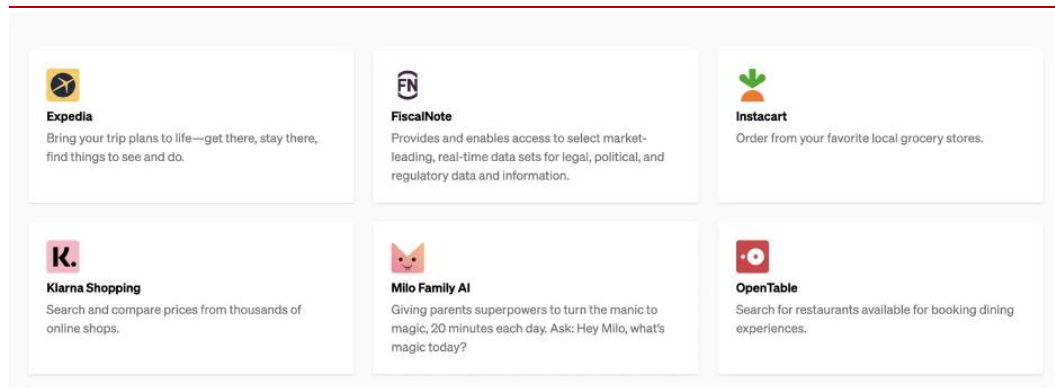 Expedia
Bring your trip plans to life—get there, stay there,
find things to see and do.
FN
FiscalNote
Provides and enables access to select market-
leading, real-time data sets for legal, political, and
regulatory data and information.
Instacart
Order from your favorite local grocery stores.
K.
Klarna Shopping
Search and compare prices from thousands of
online shops.
Milo Family AI
Giving parents superpowers to turn the manic to
magic, 20 minutes each day. Ask: Hey Milo, what's
magic today?
OpenTable
Search for restaurants available for booking dining
experiences.